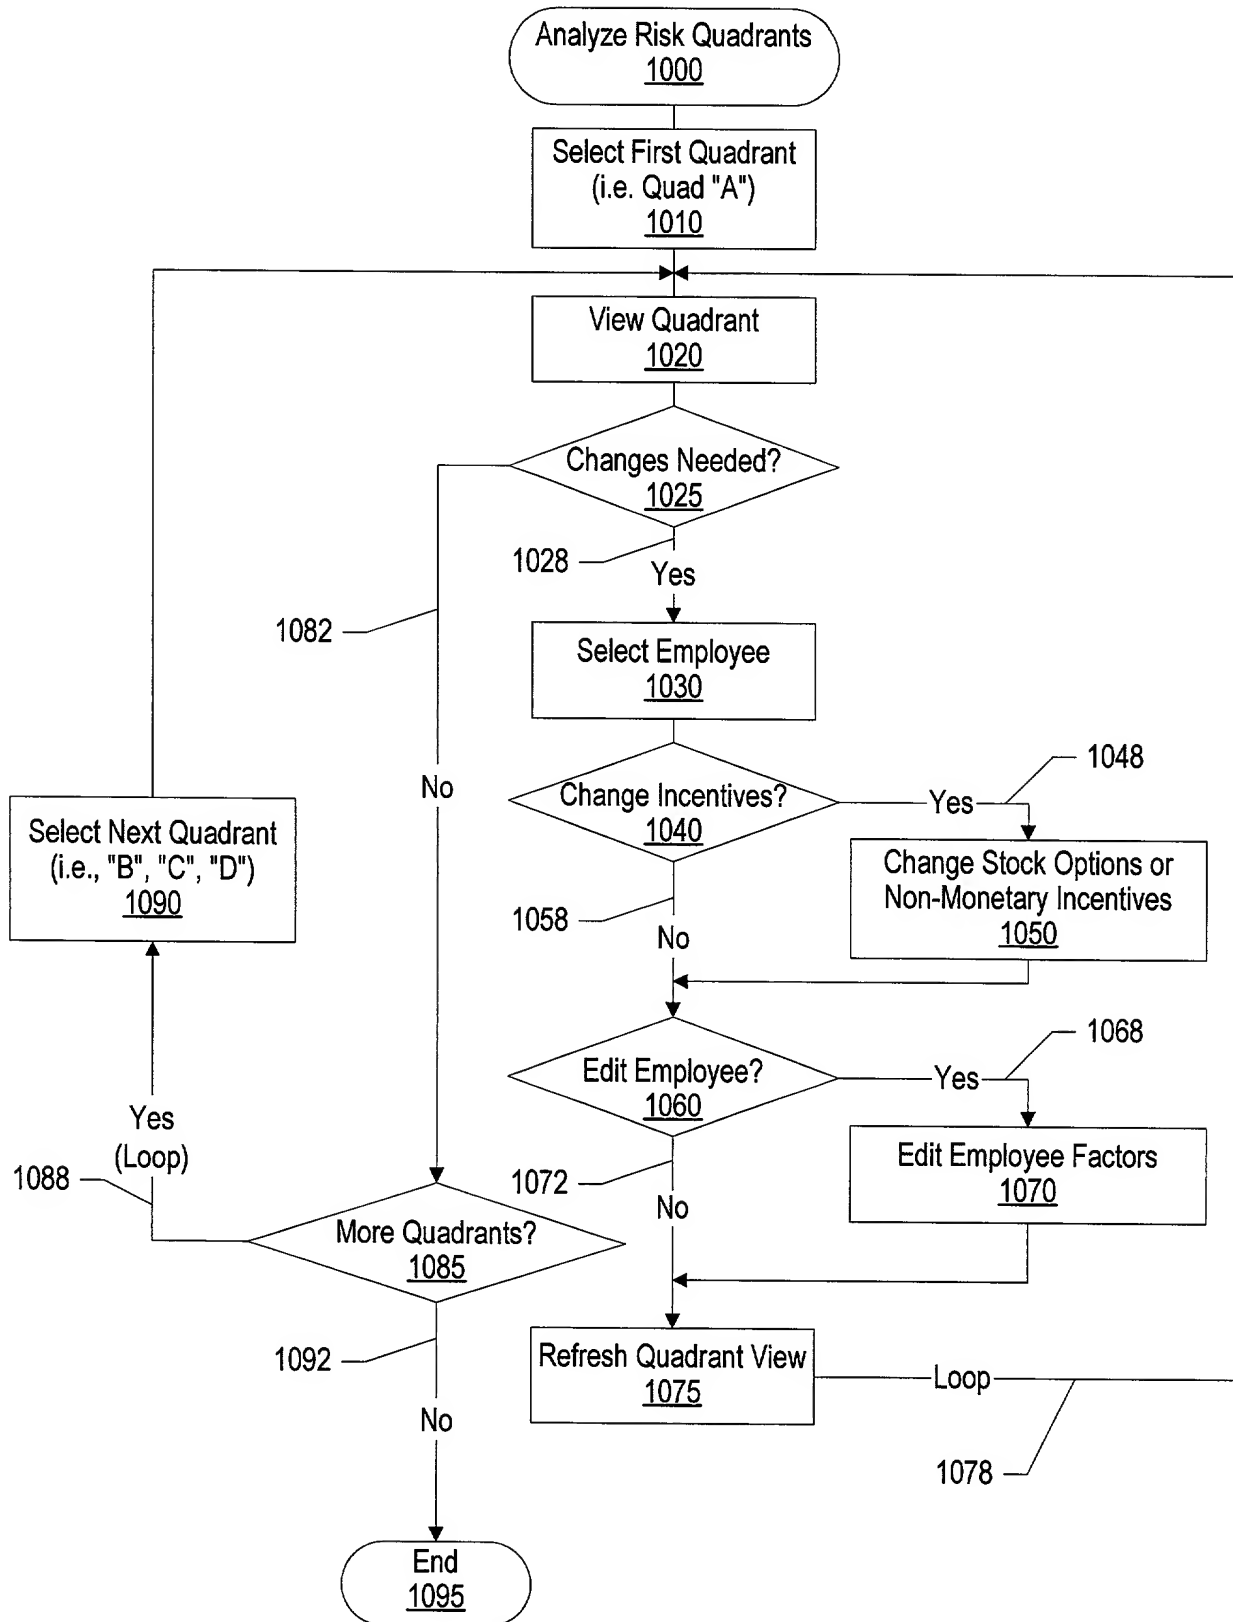 Analyze Risk Quadrants
1000
Select First Quadrant
(i.e. Quad "A")
1010
View Quadrant
1020
Changes Needed?
1025
1028
Yes
1082
Select Employee
1030
No
Change Incentives?
1040
Yes
1048
Select Next Quadrant
(i.e., "B", "C", "D")
1090
Change Stock Options or
Non-Monetary Incentives
1050
1058
No
Edit Employee?
1060
Yes
1068
Yes
(Loop)
1088
1072
No
Edit Employee Factors
1070
More Quadrants?
1085
1092
No
Refresh Quadrant View
1075
Loop
1078
End
1095